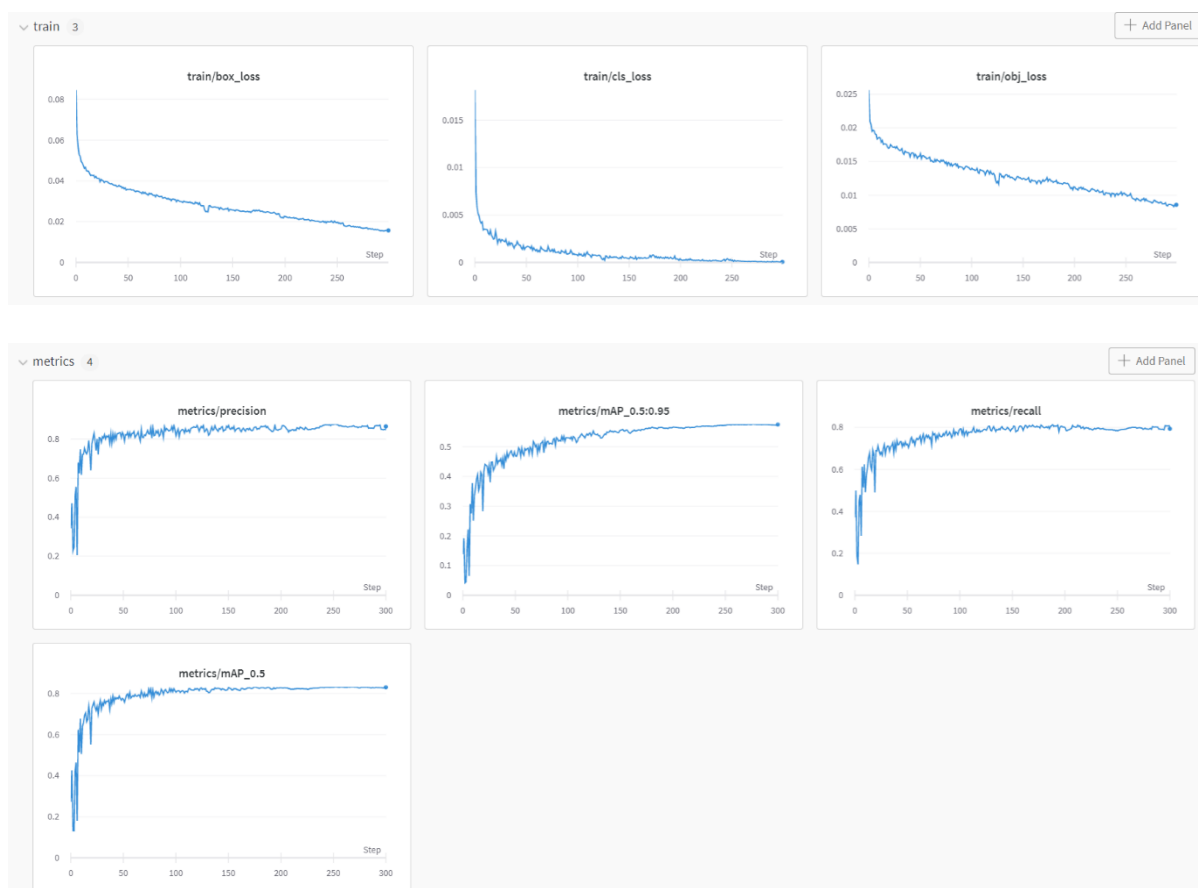 train 3
+ Add Panel
train/box_loss
0.08
0.06
0.04
0.02
0
Step
0 50 100 150 200 250
train/cls_loss
0.015
0.01
0.005
0
Step
0 50 100 150 200 250
train/obj_loss
0.025
0.02
0.015
0.01
0.005
0
Step
0 50 100 150 200 250
metrics 4
+ Add Panel
metrics/precision
0.8
0.6
0.4
0.2
0
Step
0 50 100 150 200 250 300
metrics/mAP_0.5:0.95
0.5
0.4
0.3
0.2
0.1
0
Step
0 50 100 150 200 250 300
metrics/recall
0.8
0.6
0.4
0.2
0
Step
0 50 100 150 200 250 300
metrics/mAP_0.5
0.8
0.6
0.4
0.2
0
Step
0 50 100 150 200 250 300